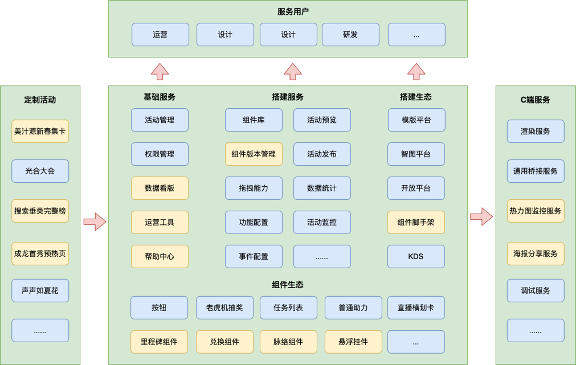 服务用户
运营
设计
设计
研发
...
定制活动
美汁源新春集卡
光合大会
搜索垂类完整榜
成龙首秀预热页
声声如夏花
......
基础服务
活动管理
权限管理
数据看版
运营工具
帮助中心
搭建服务
组件库
活动预览
组件版本管理
活动发布
拖拽能力
数据统计
功能配置
活动监控
事件配置
......
搭建生态
模版平台
智图平台
开放平台
组件脚手架
KDS
组件生态
按钮
老虎机抽奖
任务列表
普通助力
直播横划卡
里程碑组件
兑换组件
脉络组件
悬浮挂件
...
C端服务
渲染服务
通用桥接服务
热力图监控服务
海报分享服务
调试服务
......